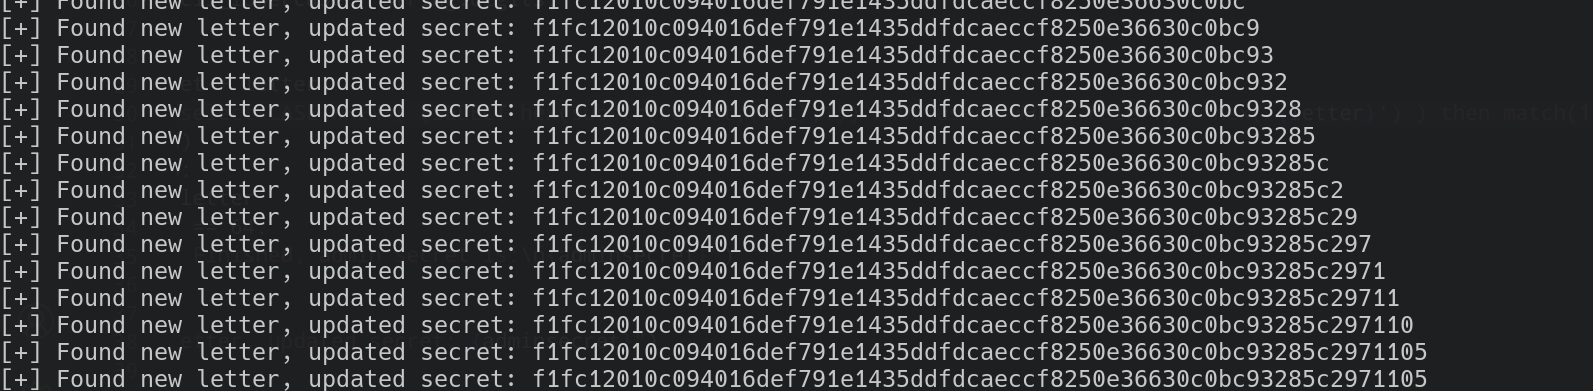 [+] Found new letter, updated secret: f1fc12010c094016def791e1435ddfdcaeccf8250e36630c0bc
[+] Found new letter, updated secret: f1fc12010c094016def791e1435ddfdcaeccf8250e36630c0bc9
[+] Found new letter, updated secret: f1fc12010c094016def791e1435ddfdcaeccf8250e36630c0bc93
[+] Found new letter, updated secret: f1fc12010c094016def791e1435ddfdcaeccf8250e36630c0bc932
[+] Found new letter, updated secret: f1fc12010c094016def791e1435ddfdcaeccf8250e36630c0bc9328
[+] Found new letter, updated secret: f1fc12010c094016def791e1435ddfdcaeccf8250e36630c0bc93285
[+] Found new letter, updated secret: f1fc12010c094016def791e1435ddfdcaeccf8250e36630c0bc93285c
[+] Found new letter, updated secret: f1fc12010c094016def791e1435ddfdcaeccf8250e36630c0bc93285c2
[+] Found new letter, updated secret: f1fc12010c094016def791e1435ddfdcaeccf8250e36630c0bc93285c29
[+] Found new letter, updated secret: f1fc12010c094016def791e1435ddfdcaeccf8250e36630c0bc93285c297
[+] Found new letter, updated secret: f1fc12010c094016def791e1435ddfdcaeccf8250e36630c0bc93285c2971
[+] Found new letter, updated secret: f1fc12010c094016def791e1435ddfdcaeccf8250e36630c0bc93285c29711
[+] Found new letter, updated secret: f1fc12010c094016def791e1435ddfdcaeccf8250e36630c0bc93285c297110
[+] Found new letter, updated secret: f1fc12010c094016def791e1435ddfdcaeccf8250e36630c0bc93285c2971105
[+] Found new letter, updated secret: f1fc12010c094016def791e1435ddfdcaeccf8250e36630c0bc93285c2971105